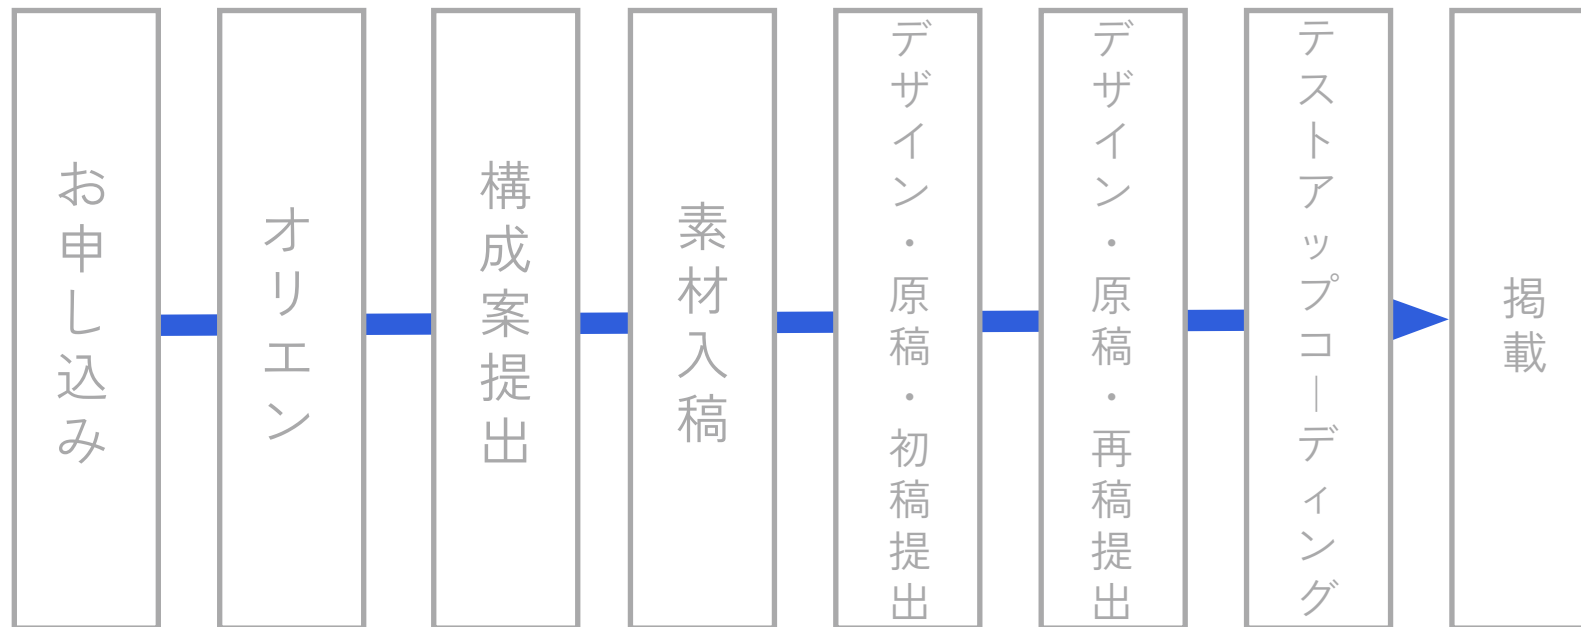 お申し込み
オリエン
構成案提出
素材入稿
デザイン・原稿・初稿提出
デザイン・原稿・再稿提出
テストアップコーディング
掲載